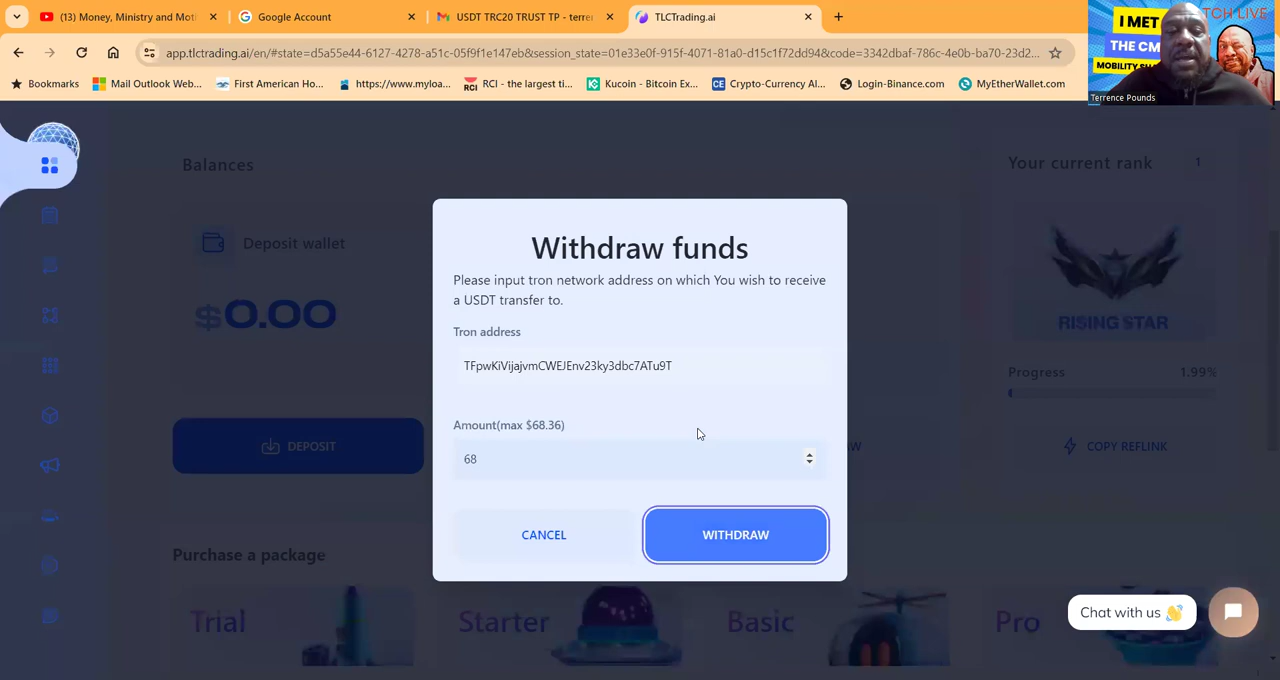 (13) Money, Ministry and Mot
Google Account
USDT TRC20 TRUST TP - terrer
TLCTrading.ai
app.tlctrading.ai/en/#state=d5a55e44-6127-4278-a51c-05f9f1e147eb&session_state=01e33e0f-915f-4071-81a0-d15c1f72dd94&code=3342dbaf-786c-4e0b-ba70-23d2...
Bookmarks
Mail Outlook Web...
First American Ho...
https://www.myloa...
RCI - the largest ti...
Kucoin - Bitcoin Ex...
Crypto-Currency Al...
Login-Binance.com
MyEtherWallet.com
TCH LIVE
I MET
THE CM
MOBILITY
Terrence Pounds
Balances
Your current rank
1
Deposit wallet
$0.00
RISING STAR
Progress
1.99%
DEPOSIT
COPY REFLINK
Withdraw funds
Please input tron network address on which You wish to receive
a USDT transfer to.
Tron address
TFpwKiVijajvmCWEJEnv23ky3dbc7ATu9T
Amount(max $68.36)
68
CANCEL
WITHDRAW
Purchase a package
Trial
Starter
Basic
Pro
Chat with us 👋